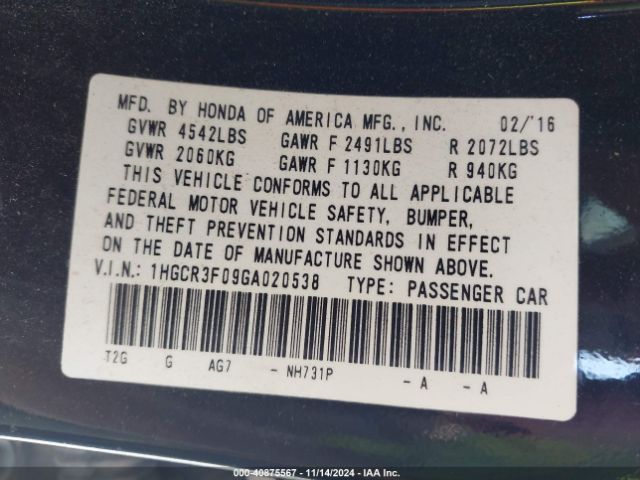 MFD. BY HONDA OF AMERICA MFG., INC. 02/'16
GVWR 4542LBS GAWR F 2491LBS R 2072LBS
GVWR 2060KG GAWR F 1130KG R 940KG
THIS VEHICLE CONFORMS TO ALL APPLICABLE
FEDERAL MOTOR VEHICLE SAFETY, BUMPER,
AND THEFT PREVENTION STANDARDS IN EFFECT
ON THE DATE OF MANUFACTURE SHOWN ABOVE.
V.I.N.: 1HGCR3F09GA020538 TYPE: PASSENGER CAR
T2G G AG7 - NH731P - A - A
000-40875567 - 11/14/2024 - IAA Inc.